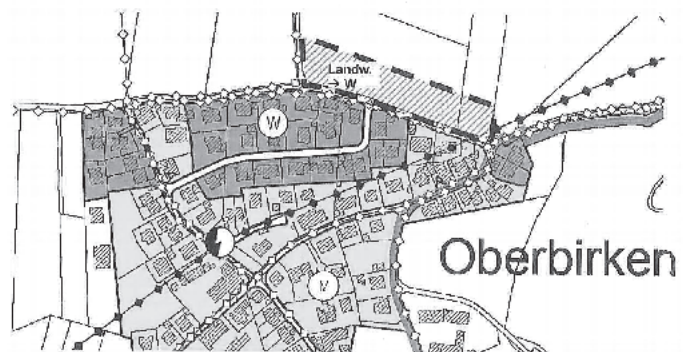 Landw.
→ W
W
Oberbirken
M